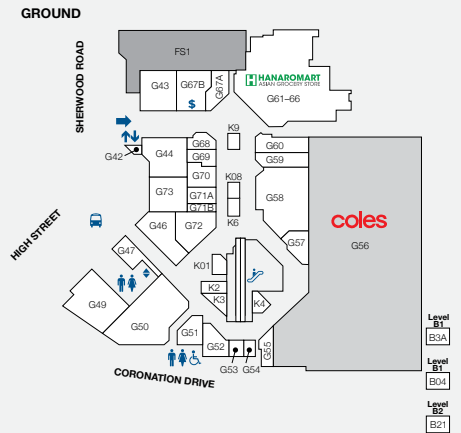 GROUND
SHERWOOD ROAD
FS1
G43
G67B
G67A
$
HANAROMART
ASIAN GROCERY STORE
G61–66
G42
G44
G68
G69
G70
G71A
G71B
G73
G46
G72
K9
K08
K6
G60
G59
G58
G57
coles
G56
HIGH STREET
G47
G49
G50
K01
K2
K3
K4
G51
G52
G53
G54
G55
CORONATION DRIVE
Level
B1
B3A
Level
B1
B04
Level
B2
B21